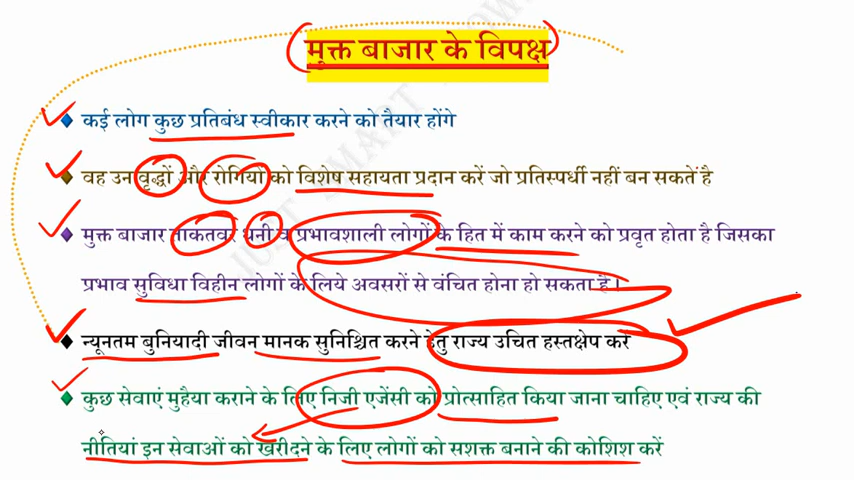 मुक्त बाजार के विपक्ष
कई लोग कुछ प्रतिबंध स्वीकार करने को तैयार होंगे
वह उन वृद्धों और रोगियो को विशेष सहायता प्रदान करें जो प्रतिस्पर्धी नहीं बन सकतें है
मुक्त बाजार ताकतवर धनी व प्रभावशाली लोगों के हित में काम करने को प्रवृत होता है जिसका
प्रभाव सुविधा विहीन लोगों के लिये अवसरों से वंचित होना हो सकता है।
न्यूनतम बुनियादी जीवन मानक सुनिश्चित करने हेतु राज्य उचित हस्तक्षेप करे
कुछ सेवाएं मुहैया कराने के लिए निजी एजेंसी को प्रोत्साहित किया जाना चाहिए एवं राज्य की
नीतियां इन सेवाओं को खरीदने के लिए लोगों को सशक्त बनाने की कोशिश करें